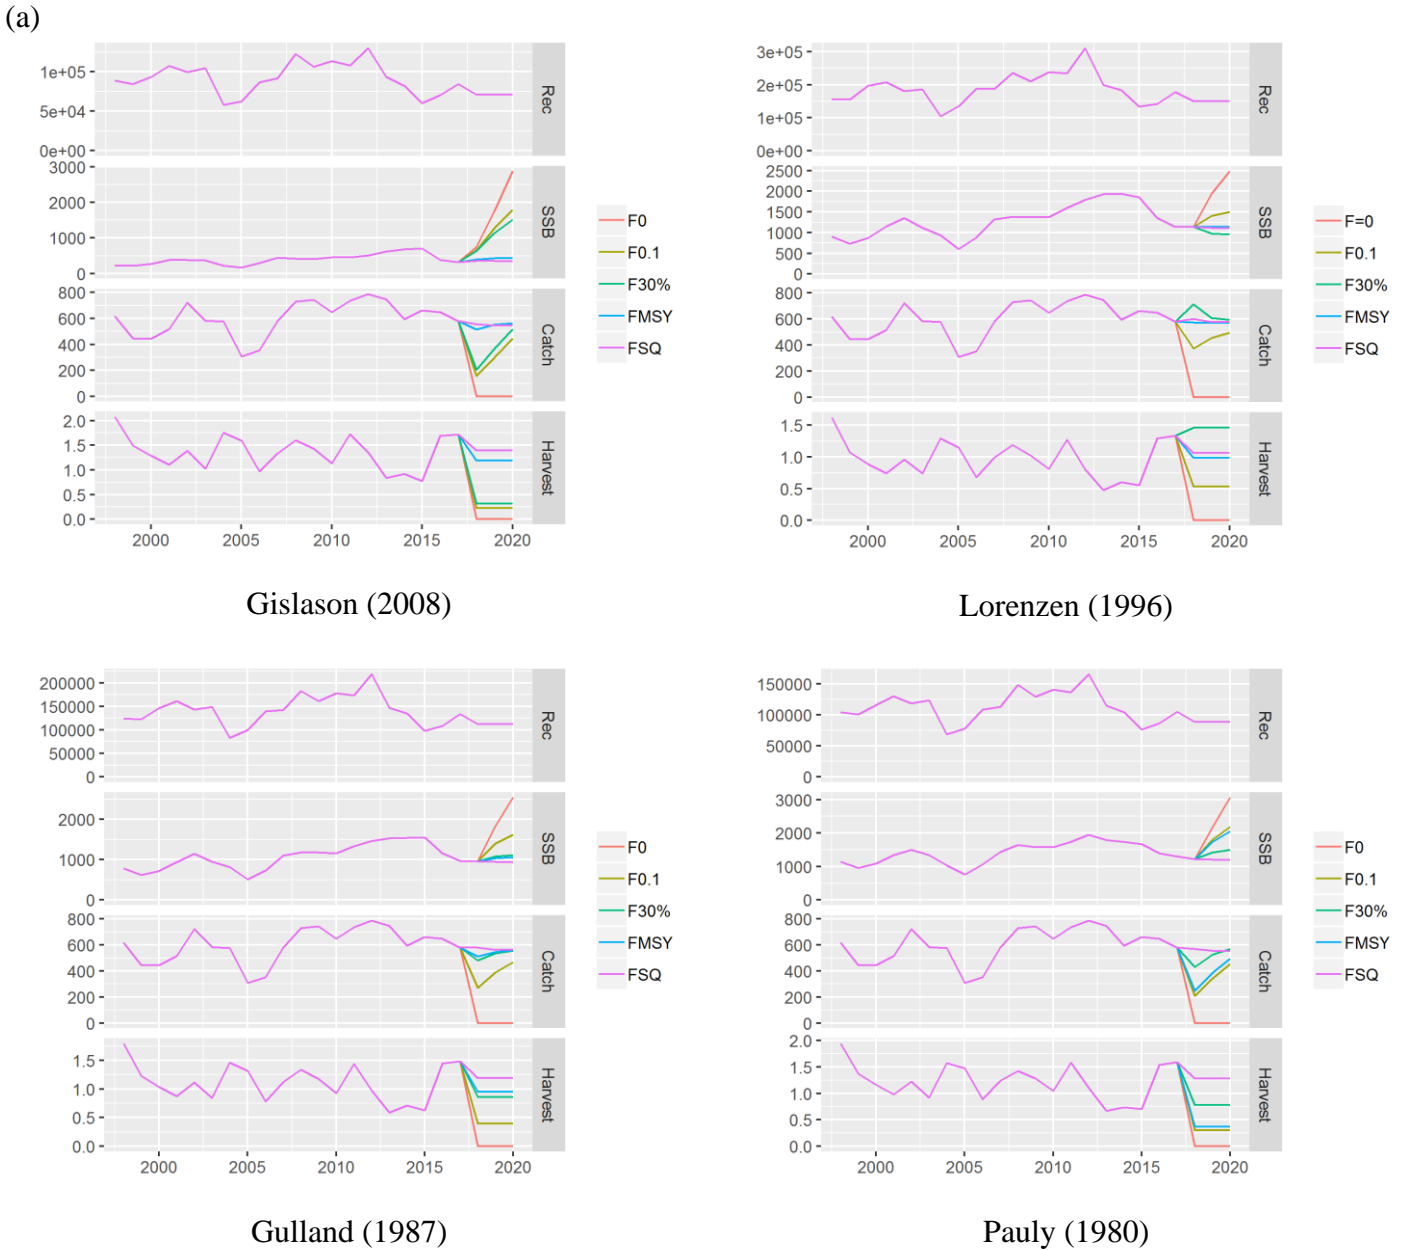 (a)
1e+05
5e+04
0e+00
Rec
3000
2000
1000
0
SSB
800
600
400
200
0
Catch
2.0
1.5
1.0
0.5
0.0
Harvest
2000 2005 2010 2015 2020
F0
F0.1
F30%
FMSY
FSQ
Gislason (2008)
3e+05
2e+05
1e+05
0e+00
Rec
2500
2000
1500
1000
500
0
SSB
800
600
400
200
0
Catch
1.5
1.0
0.5
0.0
Harvest
2000 2005 2010 2015 2020
F=0
F0.1
F30%
FMSY
FSQ
Lorenzen (1996)
200000
150000
100000
50000
0
Rec
2000
1000
0
SSB
800
600
400
200
0
Catch
1.5
1.0
0.5
0.0
Harvest
2000 2005 2010 2015 2020
F0
F0.1
F30%
FMSY
FSQ
Gulland (1987)
150000
100000
50000
0
Rec
3000
2000
1000
0
SSB
800
600
400
200
0
Catch
2.0
1.5
1.0
0.5
0.0
Harvest
2000 2005 2010 2015 2020
F0
F0.1
F30%
FMSY
FSQ
Pauly (1980)